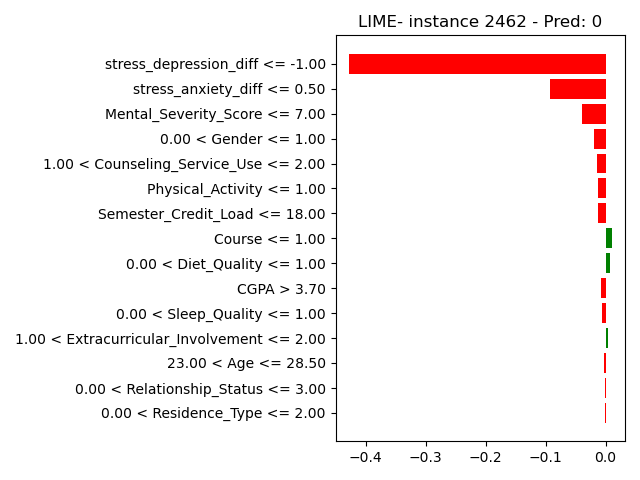 LIME- instance 2462 - Pred: 0
stress_depression_diff <= -1.00
stress_anxiety_diff <= 0.50
Mental_Severity_Score <= 7.00
0.00 < Gender <= 1.00
1.00 < Counseling_Service_Use <= 2.00
Physical_Activity <= 1.00
Semester_Credit_Load <= 18.00
Course <= 1.00
0.00 < Diet_Quality <= 1.00
CGPA > 3.70
0.00 < Sleep_Quality <= 1.00
1.00 < Extracurricular_Involvement <= 2.00
23.00 < Age <= 28.50
0.00 < Relationship_Status <= 3.00
0.00 < Residence_Type <= 2.00
−0.4 −0.3 −0.2 −0.1 0.0